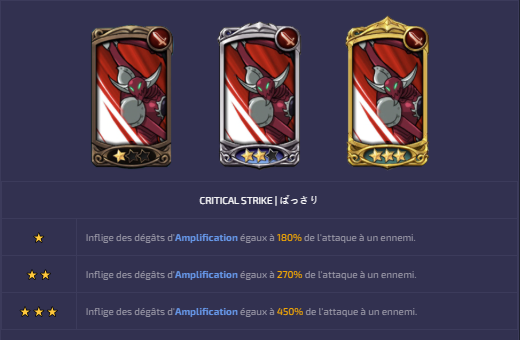 CRITICAL STRIKE | ばっさり
Inflige des dégâts d'Amplification égaux à 180% de l'attaque à un ennemi.
Inflige des dégâts d'Amplification égaux à 270% de l'attaque à un ennemi.
Inflige des dégâts d'Amplification égaux à 450% de l'attaque à un ennemi.